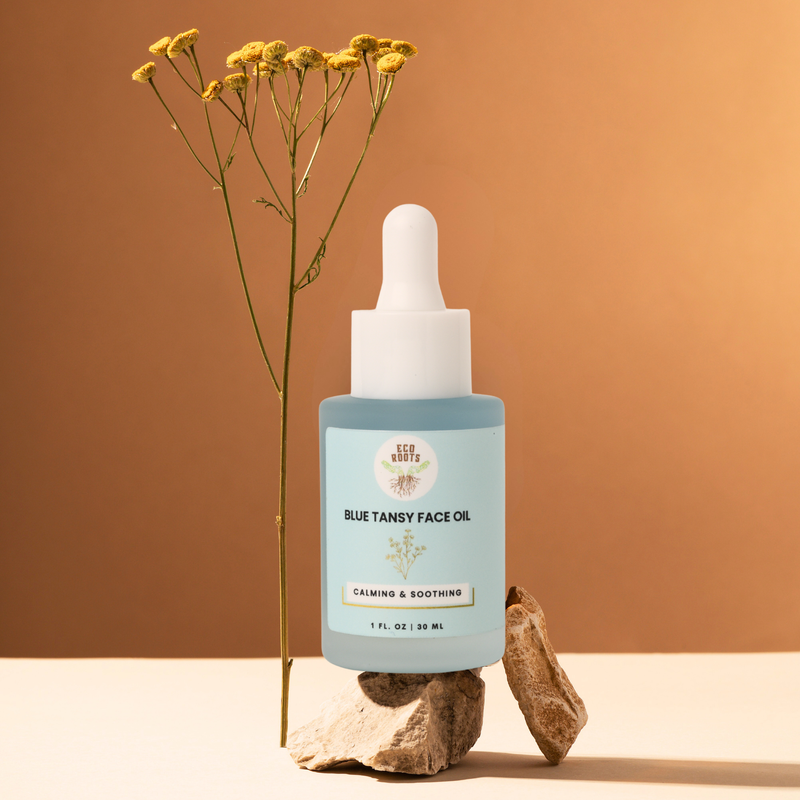 ECO
ROOTS
BLUE TANSY FACE OIL
CALMING & SOOTHING
1 FL. OZ | 30 ML